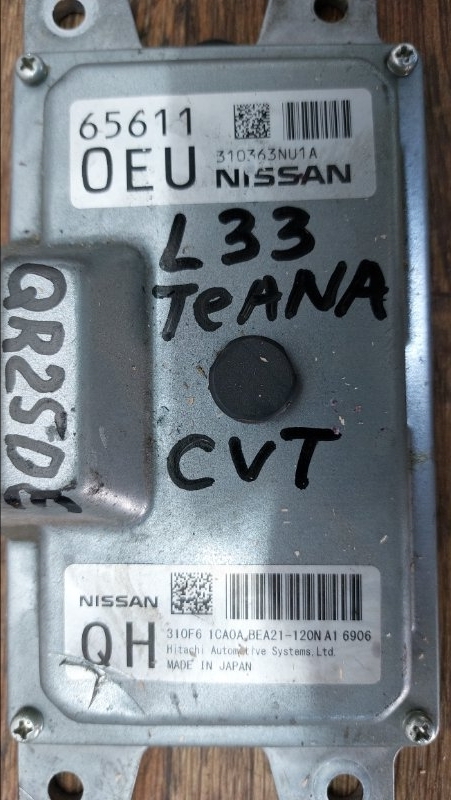 65611
0EU
310363NU1A
NISSAN
L33
TeANA
QR25DE
CVT
NISSAN
QH
310F6 1CA0A BEA21-120N A1 6906
Hitachi Automotive Systems,Ltd.
MADE IN JAPAN